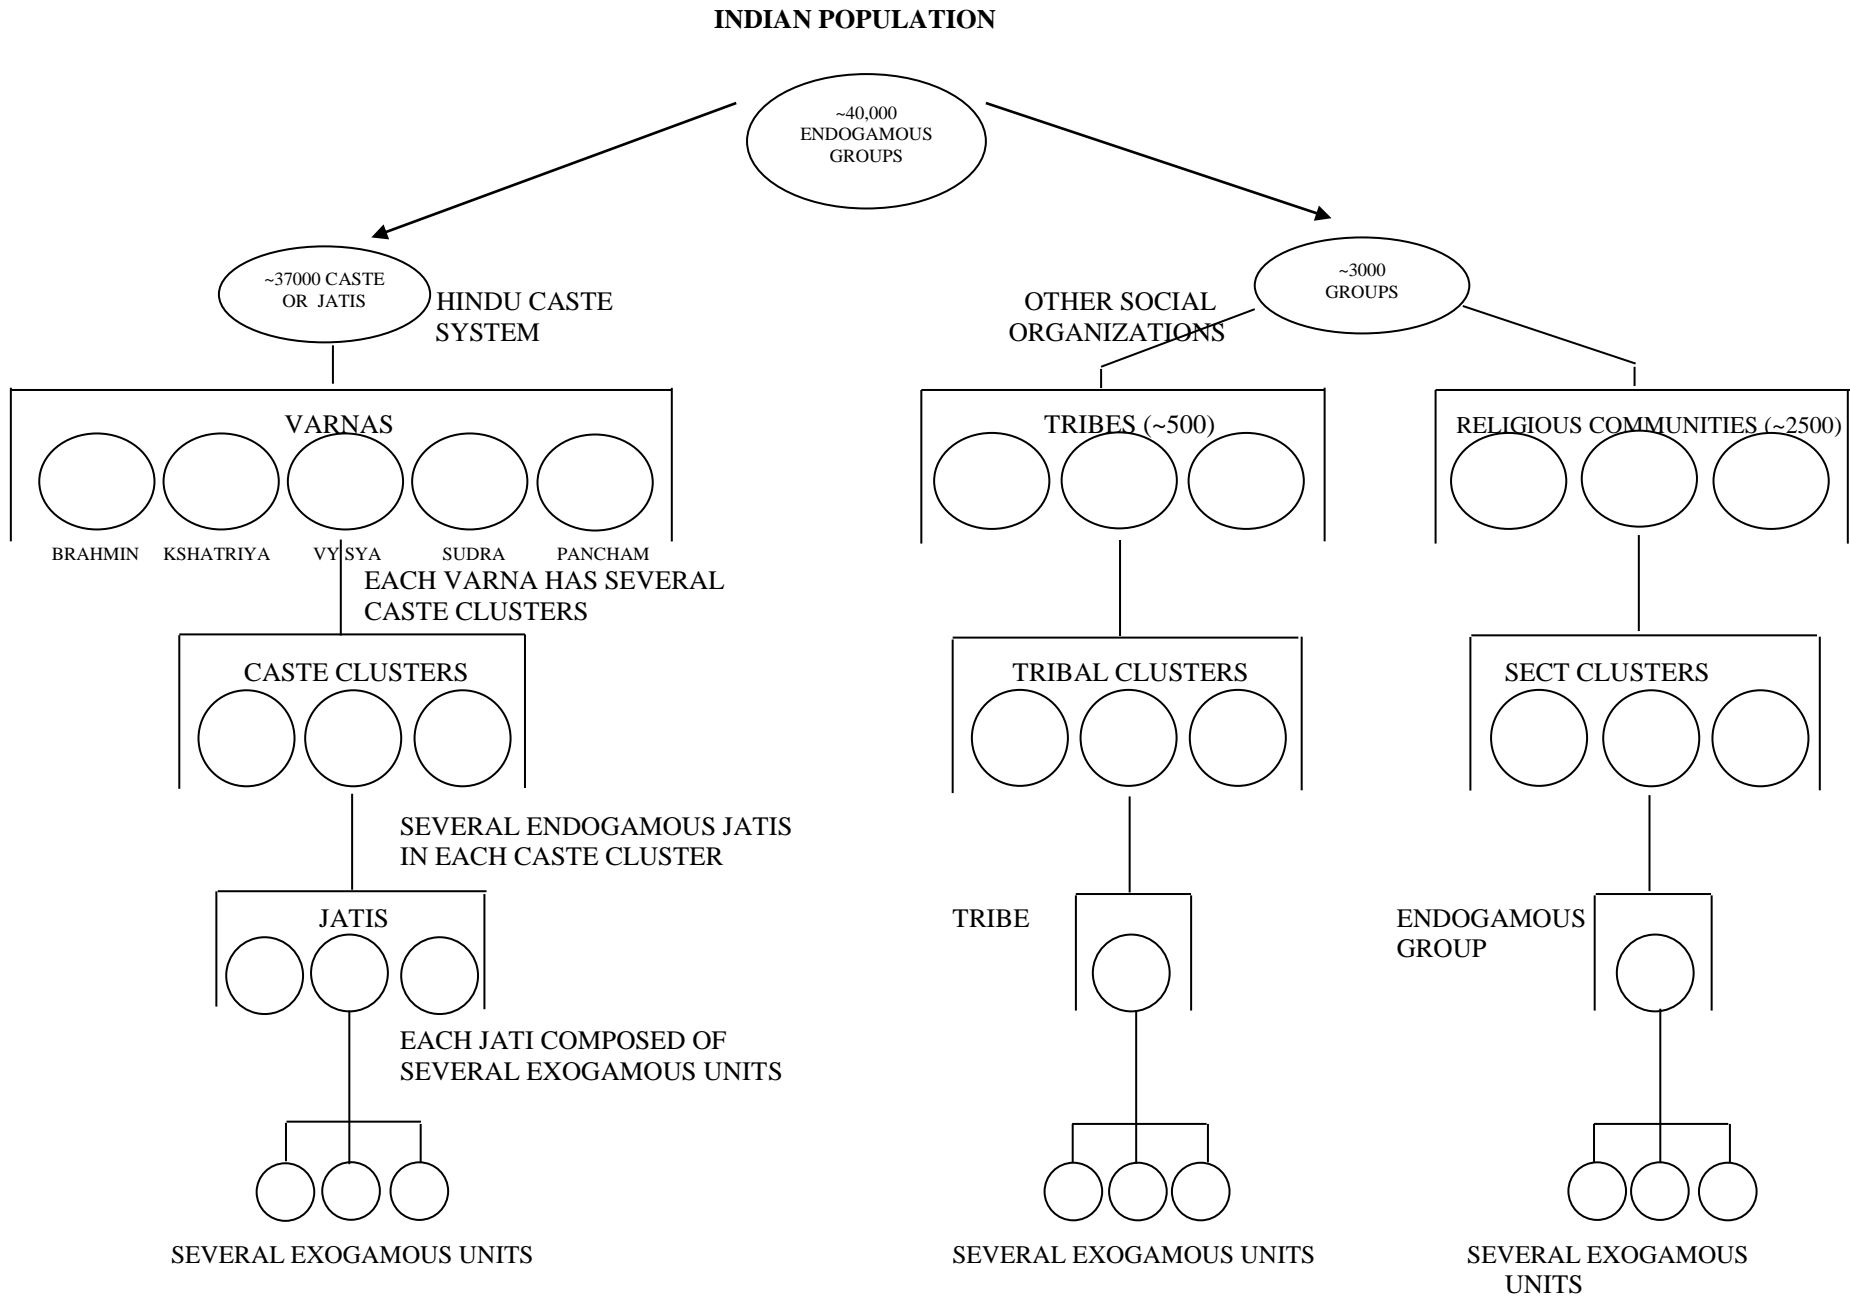 INDIAN POPULATION
~40,000
ENDOGAMOUS
GROUPS
~37000 CASTE
OR JATIS
HINDU CASTE
SYSTEM
OTHER SOCIAL
ORGANIZATIONS
~3000
GROUPS
VARNAS
BRAHMIN
KSHATRIYA
VYSYA
SUDRA
PANCHAM
EACH VARNA HAS SEVERAL
CASTE CLUSTERS
CASTE CLUSTERS
SEVERAL ENDOGAMOUS JATIS
IN EACH CASTE CLUSTER
JATIS
EACH JATI COMPOSED OF
SEVERAL EXOGAMOUS UNITS
SEVERAL EXOGAMOUS UNITS
TRIBES (~500)
TRIBAL CLUSTERS
TRIBE
SEVERAL EXOGAMOUS UNITS
RELIGIOUS COMMUNITIES (~2500)
SECT CLUSTERS
ENDOGAMOUS
GROUP
SEVERAL EXOGAMOUS
UNITS